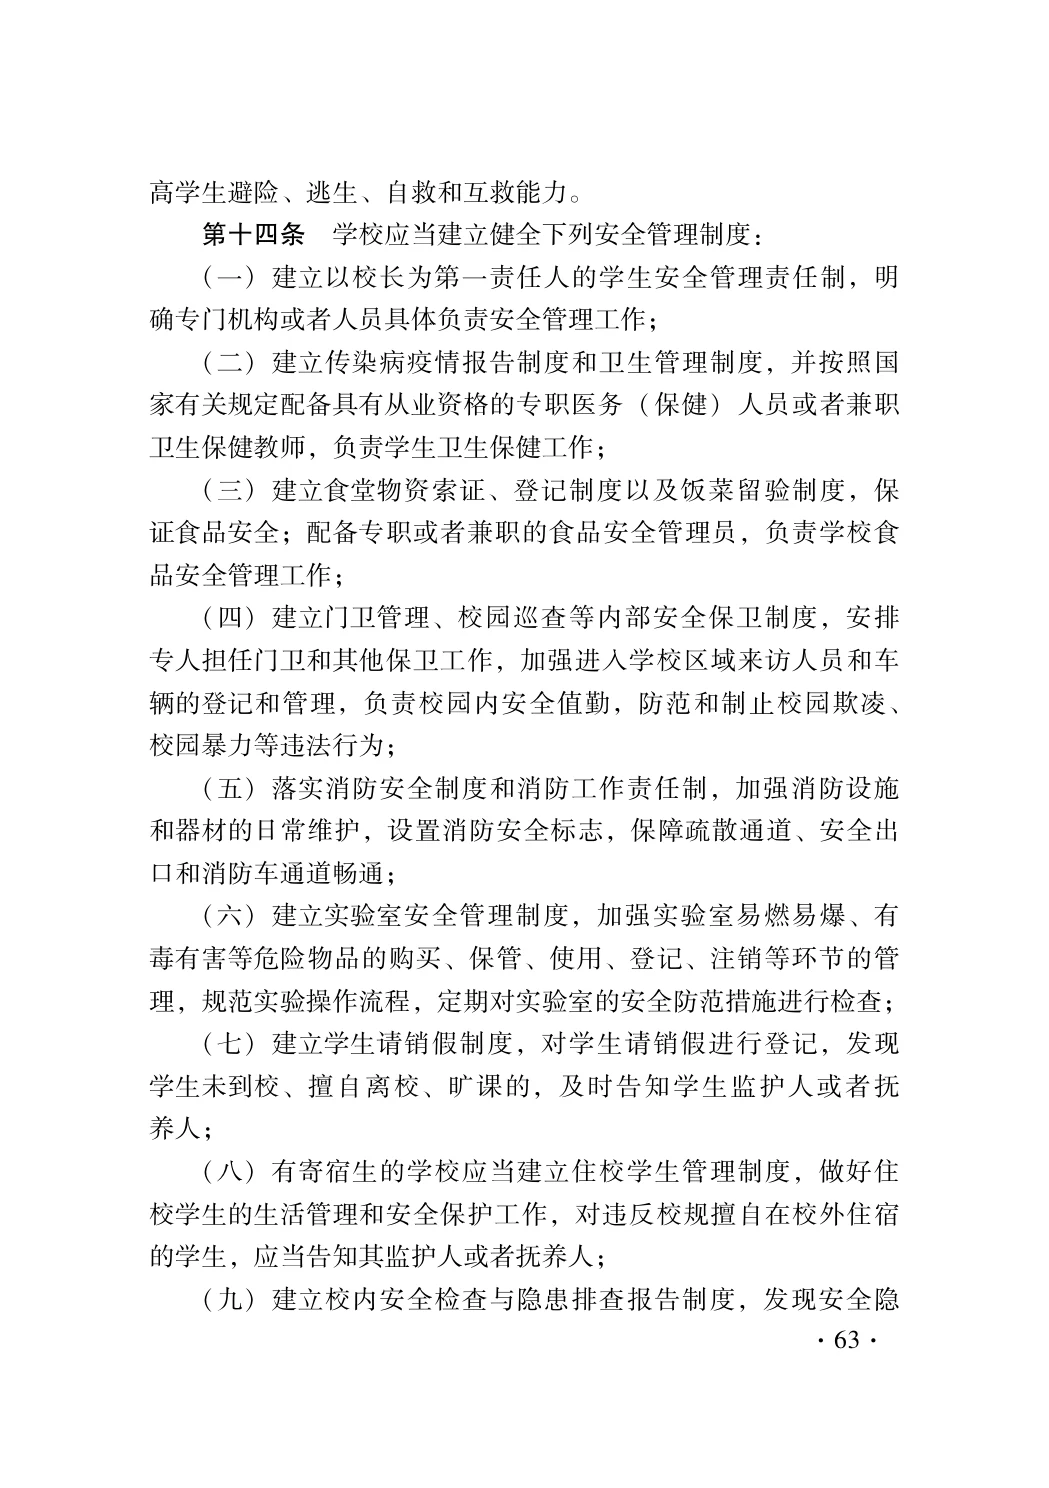 高学生避险、逃生、自救和互救能力。
第十四条　学校应当建立健全下列安全管理制度：
（一）建立以校长为第一责任人的学生安全管理责任制，明
确专门机构或者人员具体负责安全管理工作；
（二）建立传染病疫情报告制度和卫生管理制度，并按照国
家有关规定配备具有从业资格的专职医务（保健）人员或者兼职
卫生保健教师，负责学生卫生保健工作；
（三）建立食堂物资索证、登记制度以及饭菜留验制度，保
证食品安全；配备专职或者兼职的食品安全管理员，负责学校食
品安全管理工作；
（四）建立门卫管理、校园巡查等内部安全保卫制度，安排
专人担任门卫和其他保卫工作，加强进入学校区域来访人员和车
辆的登记和管理，负责校园内安全值勤，防范和制止校园欺凌、
校园暴力等违法行为；
（五）落实消防安全制度和消防工作责任制，加强消防设施
和器材的日常维护，设置消防安全标志，保障疏散通道、安全出
口和消防车通道畅通；
（六）建立实验室安全管理制度，加强实验室易燃易爆、有
毒有害等危险物品的购买、保管、使用、登记、注销等环节的管
理，规范实验操作流程，定期对实验室的安全防范措施进行检查；
（七）建立学生请销假制度，对学生请销假进行登记，发现
学生未到校、擅自离校、旷课的，及时告知学生监护人或者抚
养人；
（八）有寄宿生的学校应当建立住校学生管理制度，做好住
校学生的生活管理和安全保护工作，对违反校规擅自在校外住宿
的学生，应当告知其监护人或者抚养人；
（九）建立校内安全检查与隐患排查报告制度，发现安全隐
·63·